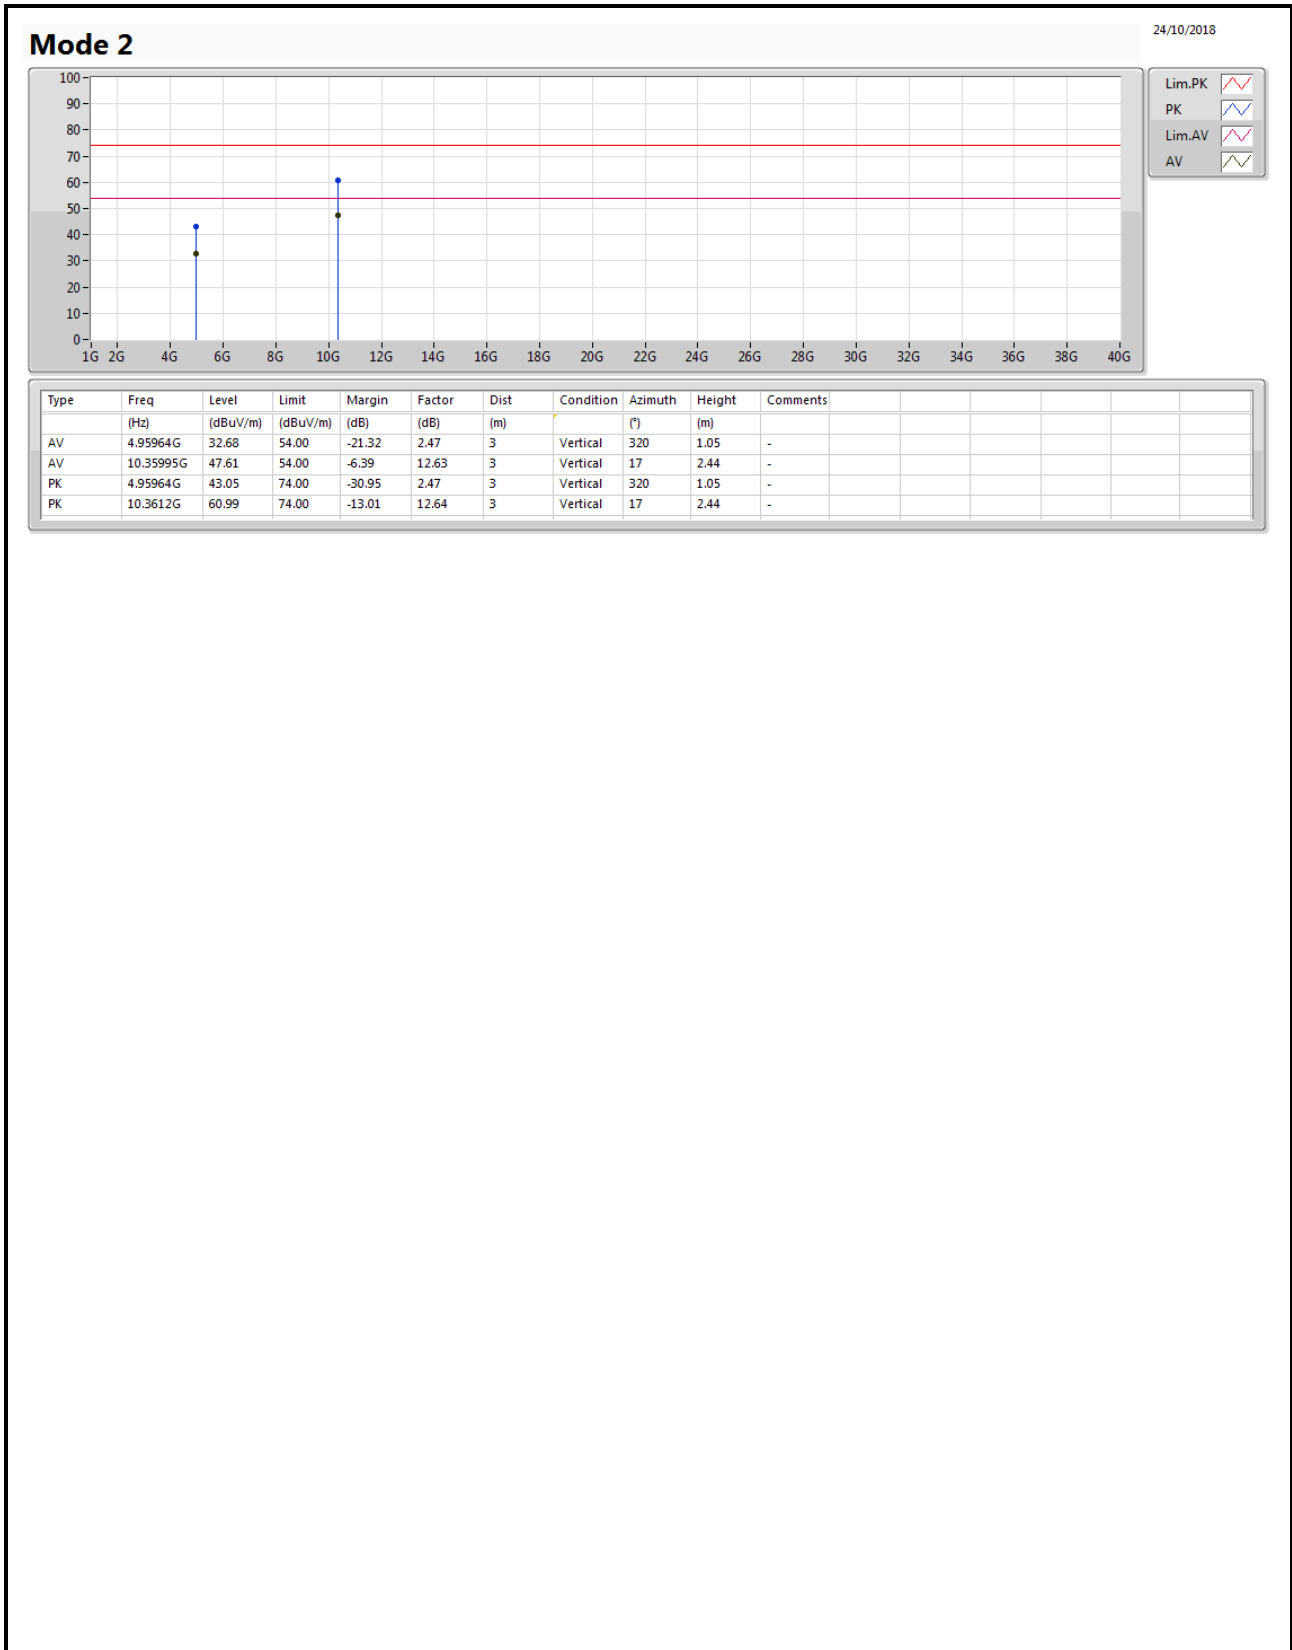 24/10/2018
Mode 2
100
90
80
70
60
50
40
30
20
10
0
1G 2G 4G 6G 8G 10G 12G 14G 16G 18G 20G 22G 24G 26G 28G 30G 32G 34G 36G 38G 40G
Lim.PK
PK
Lim.AV
AV
Type Freq Level Limit Margin Factor Dist Condition Azimuth Height Comments
(Hz) (dBuV/m) (dBuV/m) (dB) (dB) (m) (°) (m)
AV 4.95964G 32.68 54.00 -21.32 2.47 3 Vertical 320 1.05 -
AV 10.35995G 47.61 54.00 -6.39 12.63 3 Vertical 17 2.44 -
PK 4.95964G 43.05 74.00 -30.95 2.47 3 Vertical 320 1.05 -
PK 10.3612G 60.99 74.00 -13.01 12.64 3 Vertical 17 2.44 -